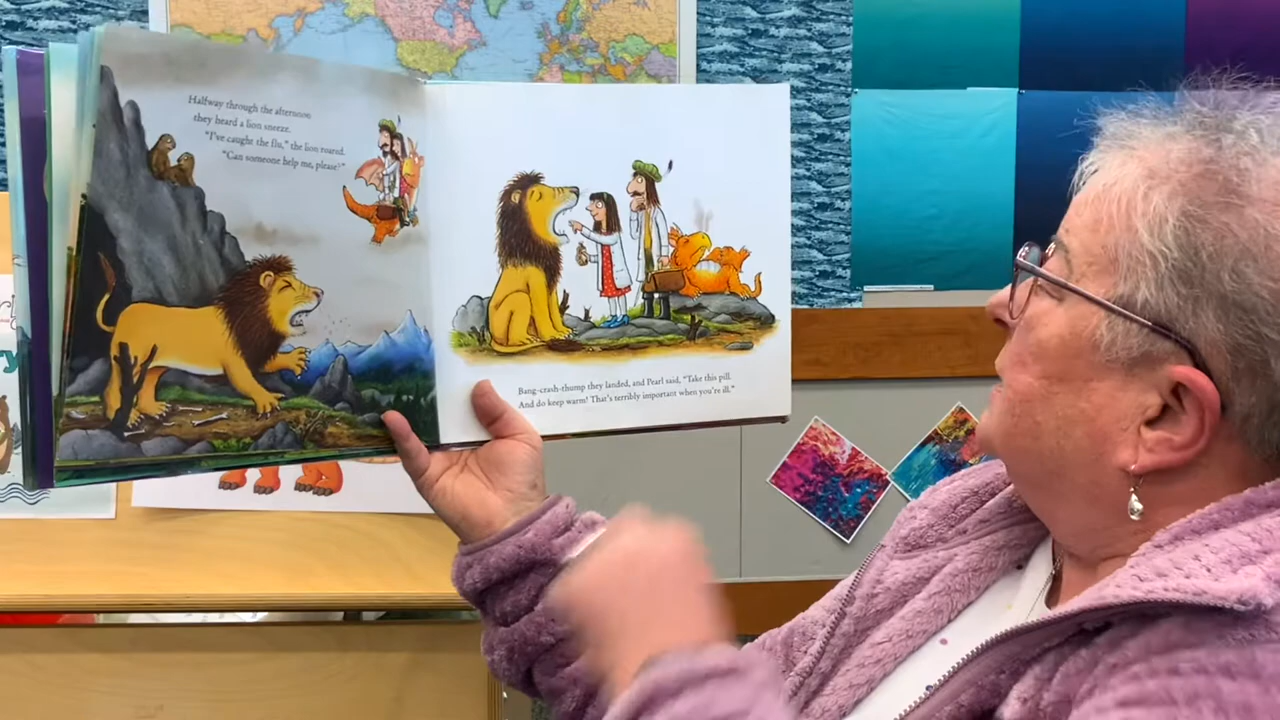 Halfway through the afternoon
they heard a lion sneeze.
"I've caught the flu," the lion roared.
"Can someone help me, please?"
Bang-crash-thump they landed, and Pearl said, "Take this pill.
And do keep warm! That's terribly important when you're ill."